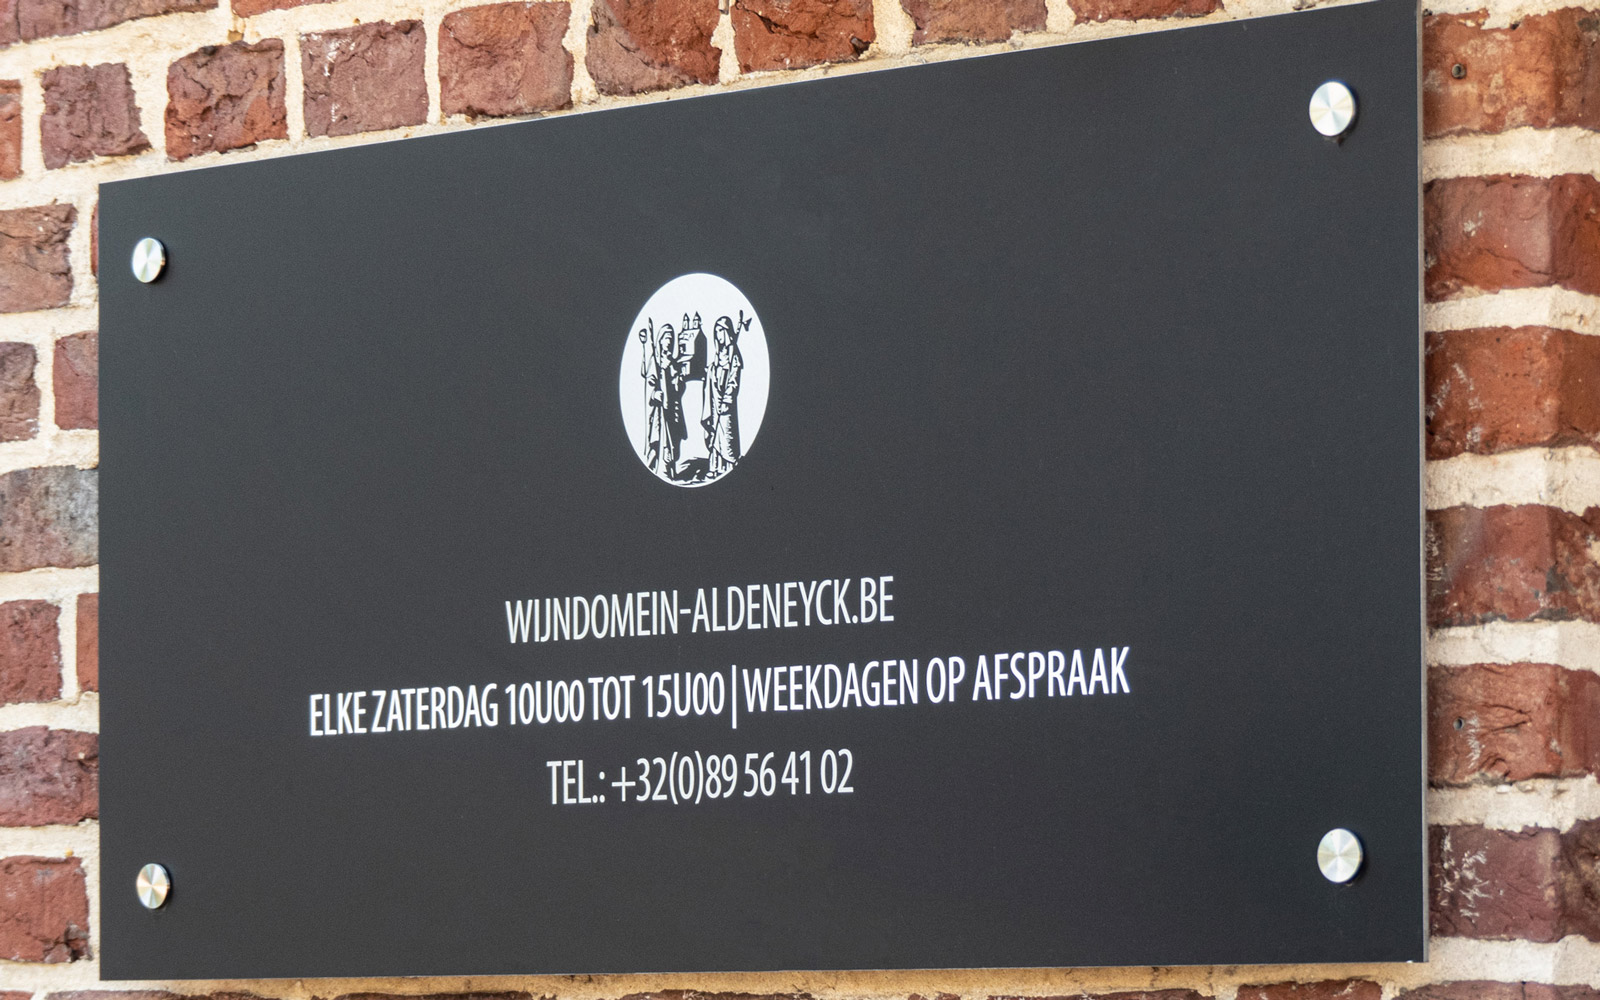 WIJNDOMEIN-ALDENEYCK.BE
ELKE ZATERDAG 10U00 TOT 15U00 | WEEKDAGEN OP AFSPRAAK
TEL.: +32(0)89 56 41 02